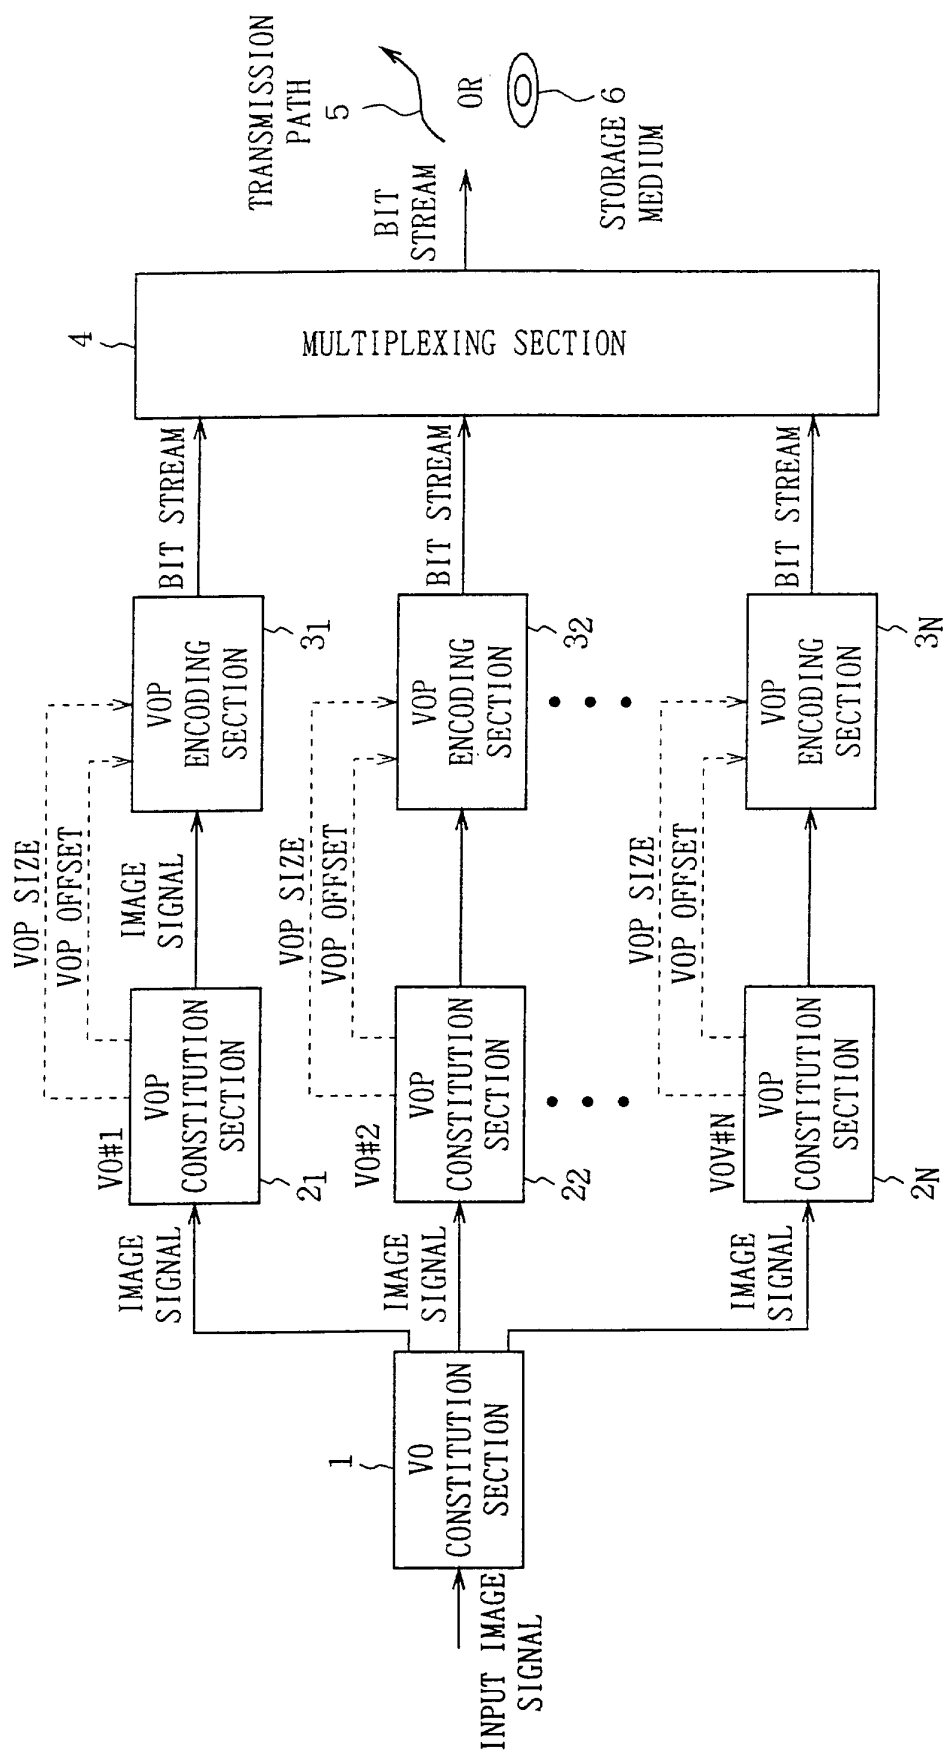 INPUT IMAGE
SIGNAL
1
VO
CONSTITUTION
SECTION
IMAGE
SIGNAL
VO#1
VOP
CONSTITUTION
SECTION
21
VOP SIZE
VOP OFFSET
IMAGE
SIGNAL
VOP
ENCODING
SECTION
31
BIT STREAM
IMAGE
SIGNAL
VO#2
VOP
CONSTITUTION
SECTION
22
VOP SIZE
VOP OFFSET
VOP
ENCODING
SECTION
32
BIT STREAM
IMAGE
SIGNAL
VOV#N
VOP
CONSTITUTION
SECTION
2N
VOP SIZE
VOP OFFSET
VOP
ENCODING
SECTION
3N
BIT STREAM
4
MULTIPLEXING SECTION
BIT
STREAM
TRANSMISSION
PATH
5
OR
6
STORAGE
MEDIUM